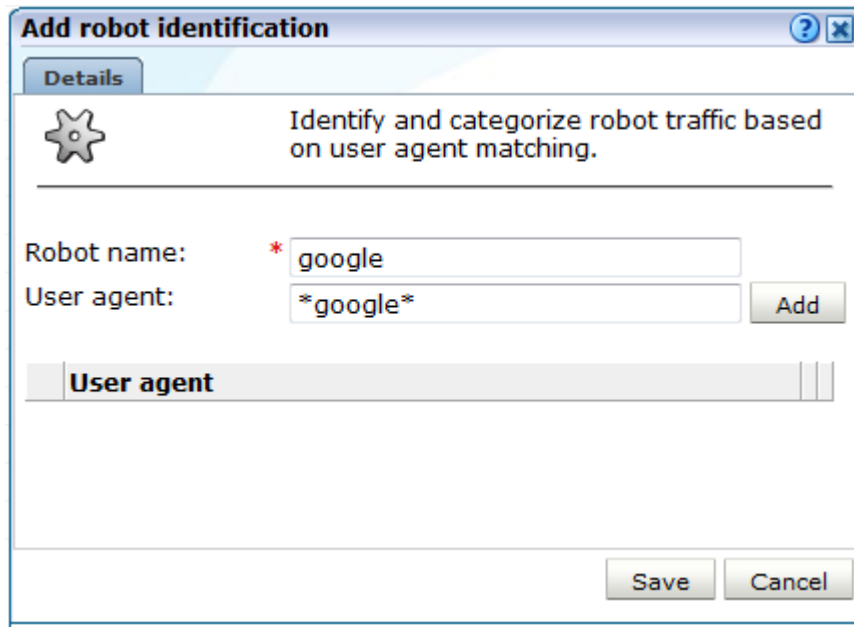 Add robot identification
Details
Identify and categorize robot traffic based
on user agent matching.
Robot name: * google
User agent: *google* Add
User agent
Save Cancel